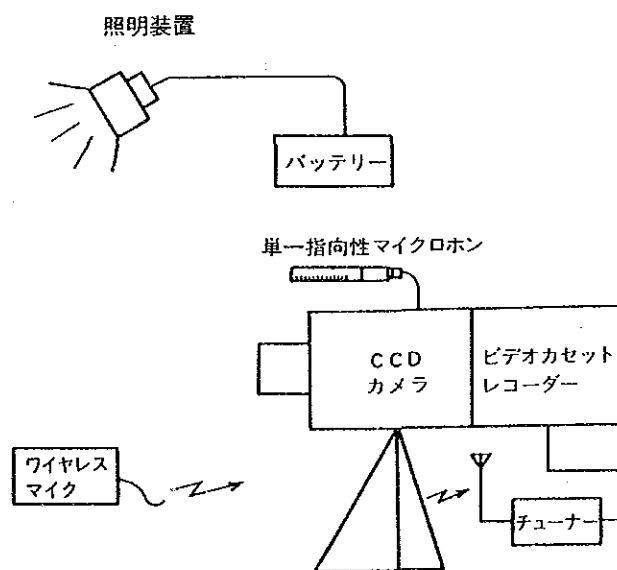 照明装置
バッテリー
単一指向性マイクロホン
CCD
カメラ
ビデオカセット
レコーダー
ワイヤレス
マイク
チューナー